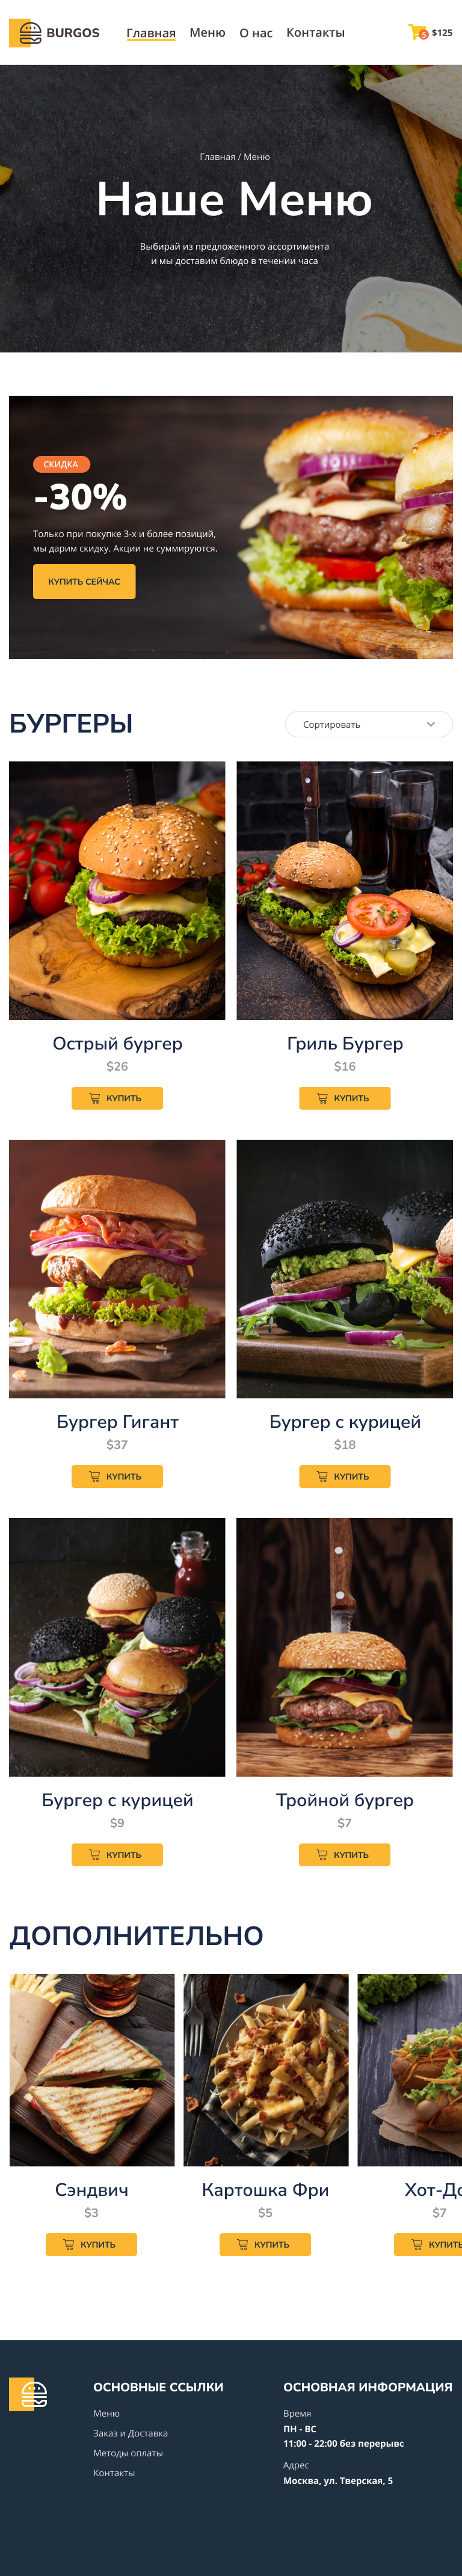 BURGOS
Главная
Меню
О нас
Контакты
5
$125
Главная / Меню
Наше Меню
Выбирай из предложенного ассортимента
и мы доставим блюдо в течении часа
СКИДКА
-30%
Только при покупке 3-х и более позиций,
мы дарим скидку. Акции не суммируются.
КУПИТЬ СЕЙЧАС
БУРГЕРЫ
Сортировать
Острый бургер
$26
КУПИТЬ
Гриль Бургер
$16
КУПИТЬ
Бургер Гигант
$37
КУПИТЬ
Бургер с курицей
$18
КУПИТЬ
Бургер с курицей
$9
КУПИТЬ
Тройной бургер
$7
КУПИТЬ
ДОПОЛНИТЕЛЬНО
Сэндвич
$3
КУПИТЬ
Картошка Фри
$5
КУПИТЬ
Хот-До
$7
КУПИТЬ
ОСНОВНЫЕ ССЫЛКИ
Меню
Заказ и Доставка
Методы оплаты
Контакты
ОСНОВНАЯ ИНФОРМАЦИЯ
Время
ПН - ВС
11:00 - 22:00 без перерывс
Адрес
Москва, ул. Тверская, 5